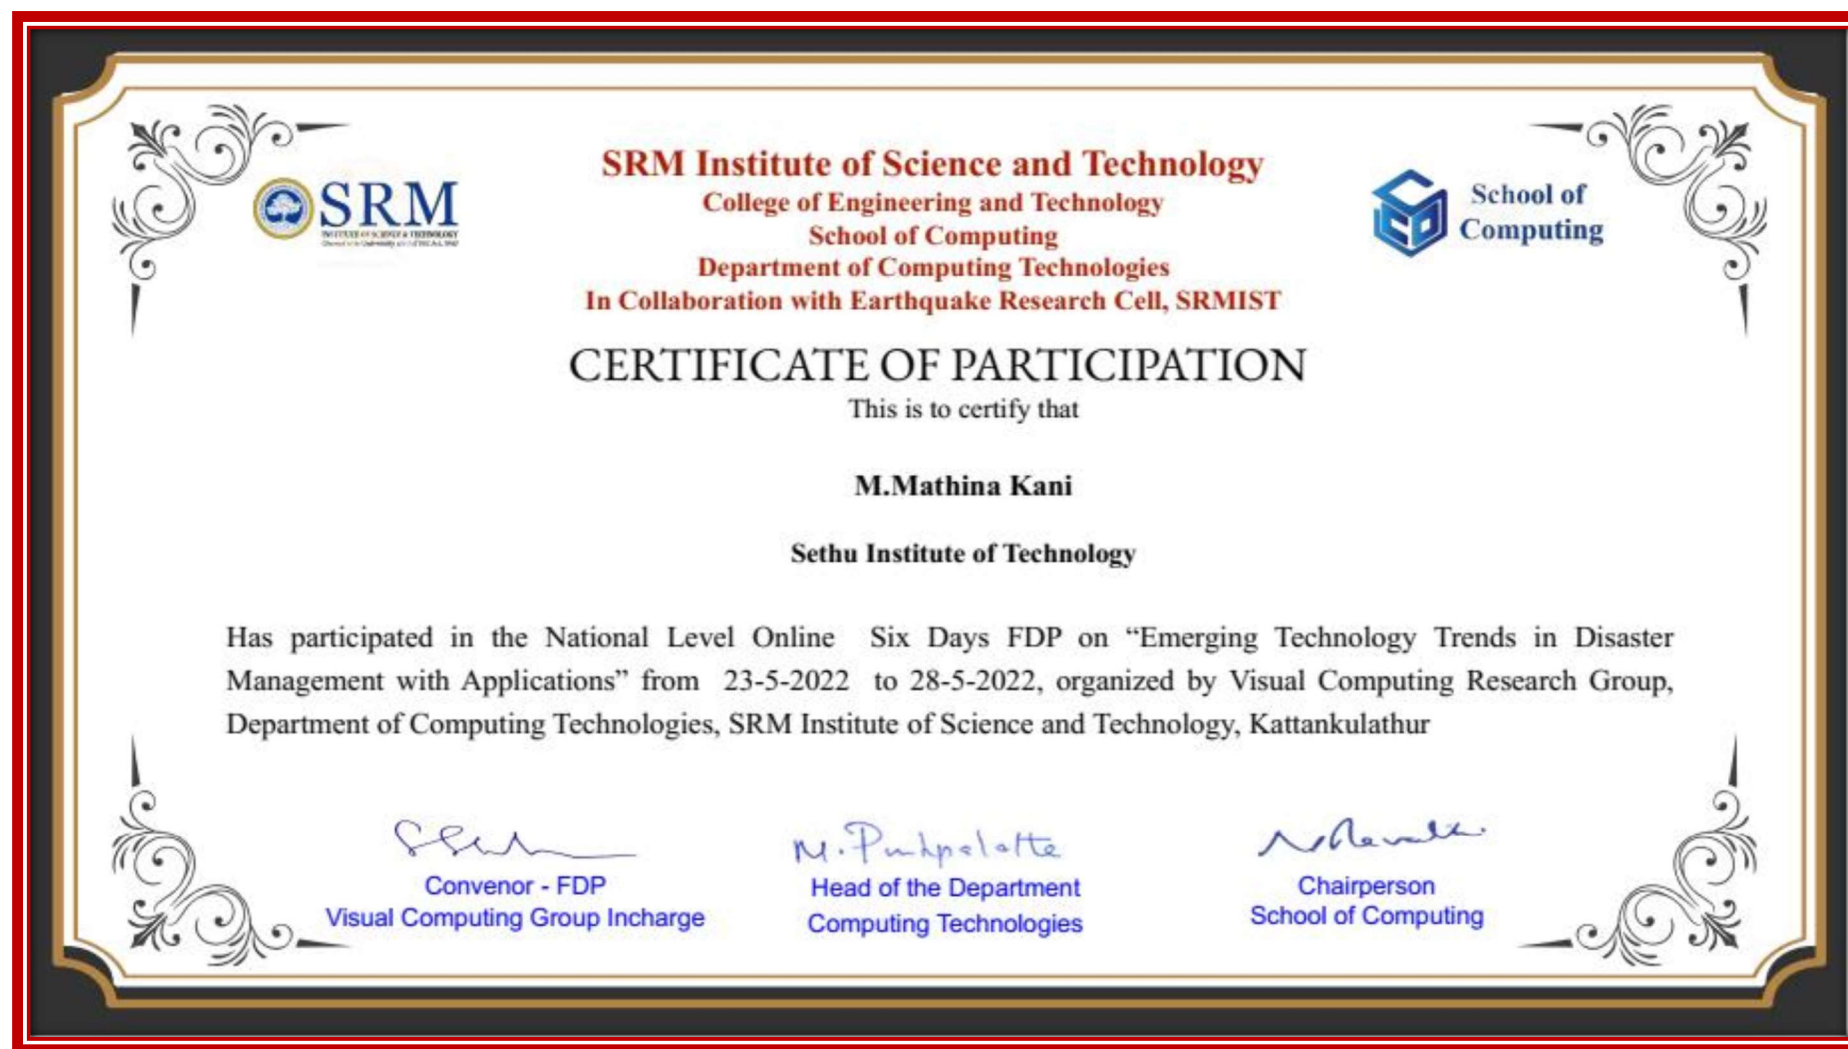 SRM
SRM Institute of Science and Technology
College of Engineering and Technology
School of Computing
Department of Computing Technologies
In Collaboration with Earthquake Research Cell, SRMIST
School of
Computing
CERTIFICATE OF PARTICIPATION
This is to certify that
M.Mathina Kani
Sethu Institute of Technology
Has participated in the National Level Online Six Days FDP on “Emerging Technology Trends in Disaster
Management with Applications” from 23-5-2022 to 28-5-2022, organized by Visual Computing Research Group,
Department of Computing Technologies, SRM Institute of Science and Technology, Kattankulathur
Convenor - FDP
Visual Computing Group Incharge
Head of the Department
Computing Technologies
Chairperson
School of Computing